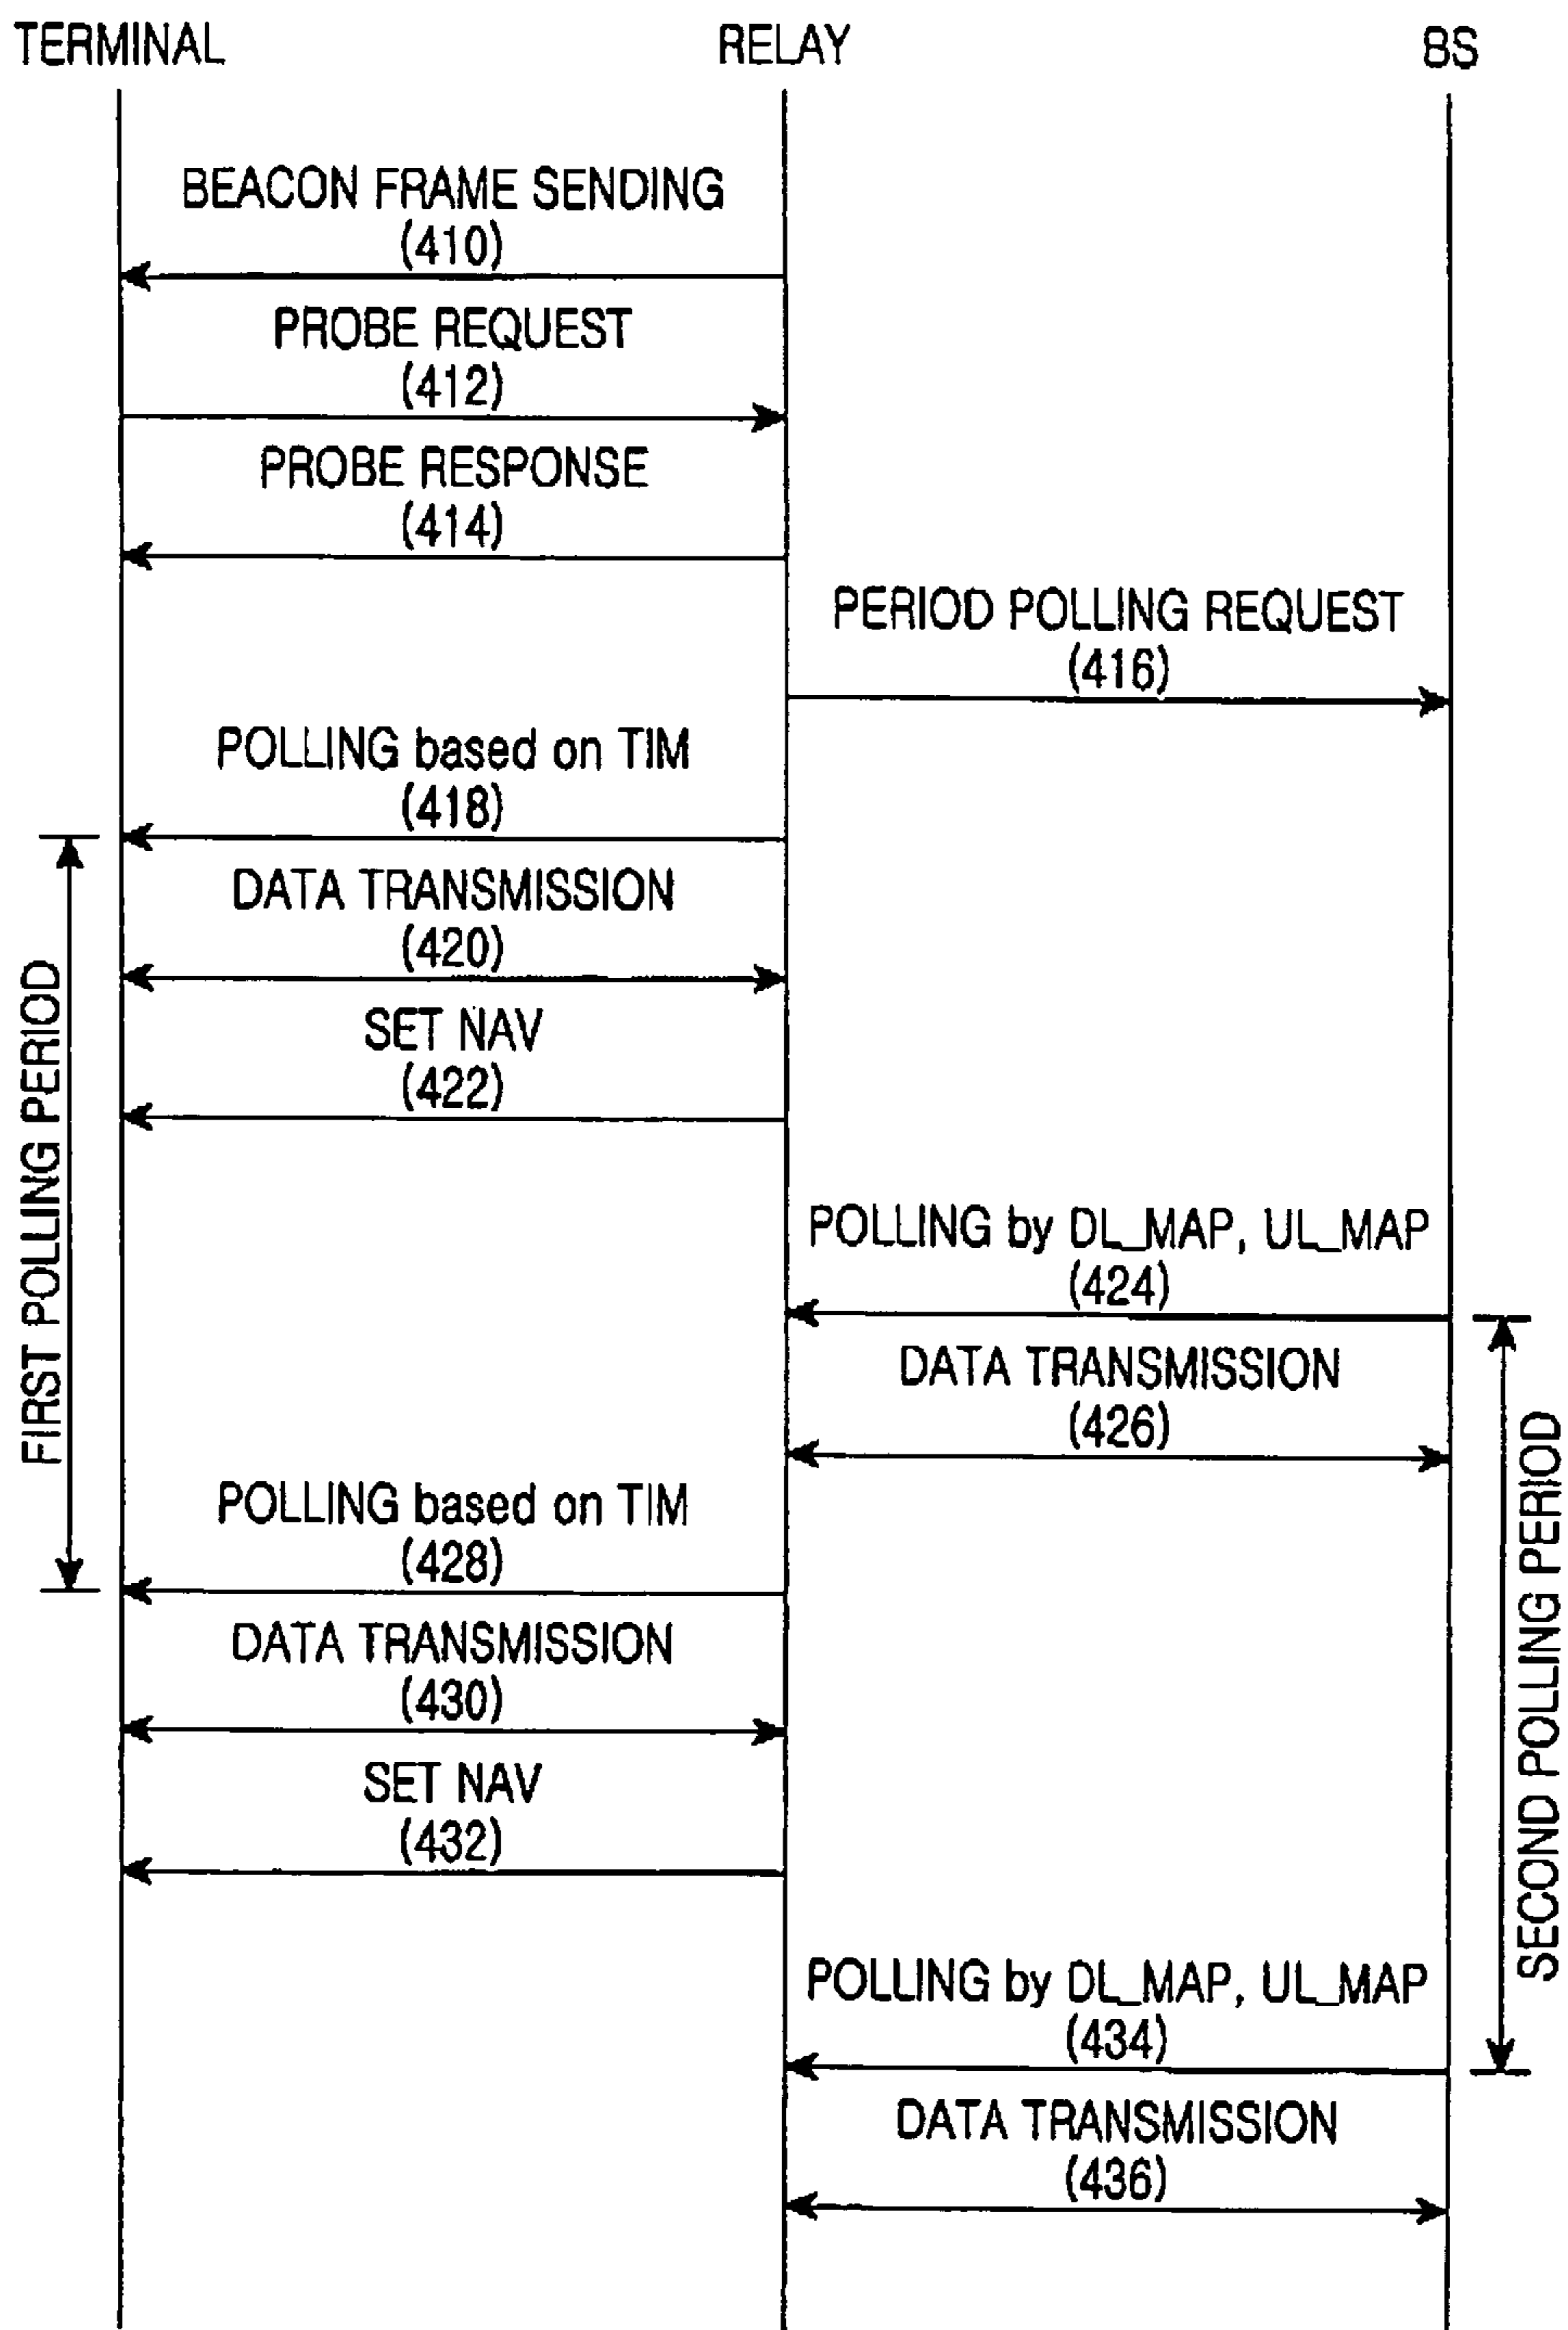 TERMINAL
RELAY
BS
BEACON FRAME SENDING
(410)
PROBE REQUEST
(412)
PROBE RESPONSE
(414)
PERIOD POLLING REQUEST
(416)
POLLING based on TIM
(418)
DATA TRANSMISSION
(420)
SET NAV
(422)
FIRST POLLING PERIOD
POLLING by DL_MAP, UL_MAP
(424)
DATA TRANSMISSION
(426)
POLLING based on TIM
(428)
DATA TRANSMISSION
(430)
SET NAV
(432)
SECOND POLLING PERIOD
POLLING by DL_MAP, UL_MAP
(434)
DATA TRANSMISSION
(436)